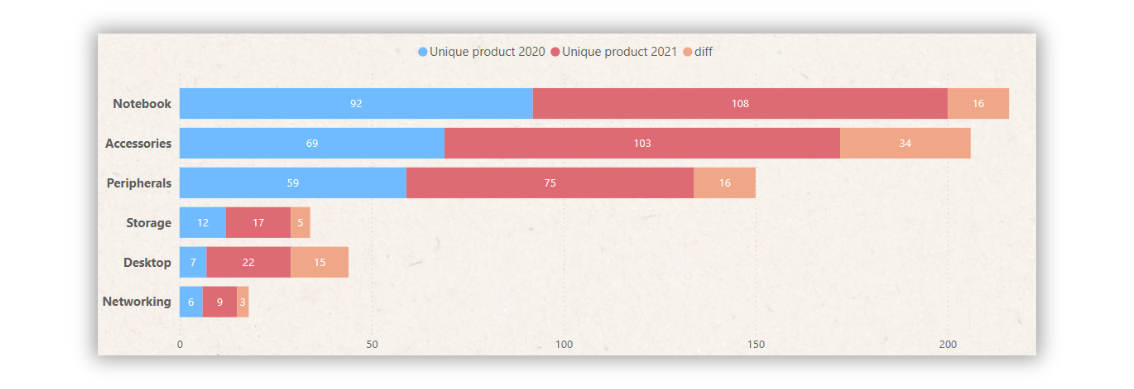 Unique product 2020 Unique product 2021 diff
Notebook 92 108 16
Accessories 69 103 34
Peripherals 59 75 16
Storage 12 17 5
Desktop 7 22 15
Networking 6 9 3
0 50 100 150 200